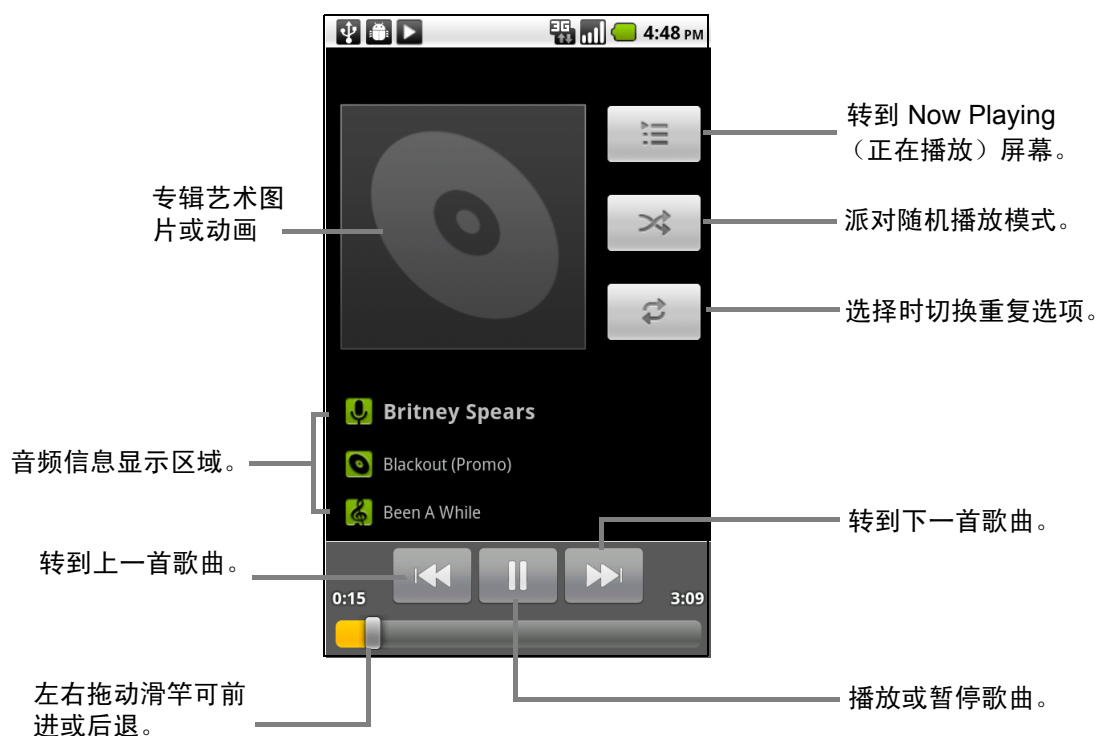 4:48 PM
转到 Now Playing
（正在播放）屏幕。
专辑艺术图
片或动画
派对随机播放模式。
选择时切换重复选项。
Britney Spears
音频信息显示区域。
Blackout (Promo)
Been A While
转到下一首歌曲。
转到上一首歌曲。
0:15
3:09
左右拖动滑竿可前
进或后退。
播放或暂停歌曲。
3G